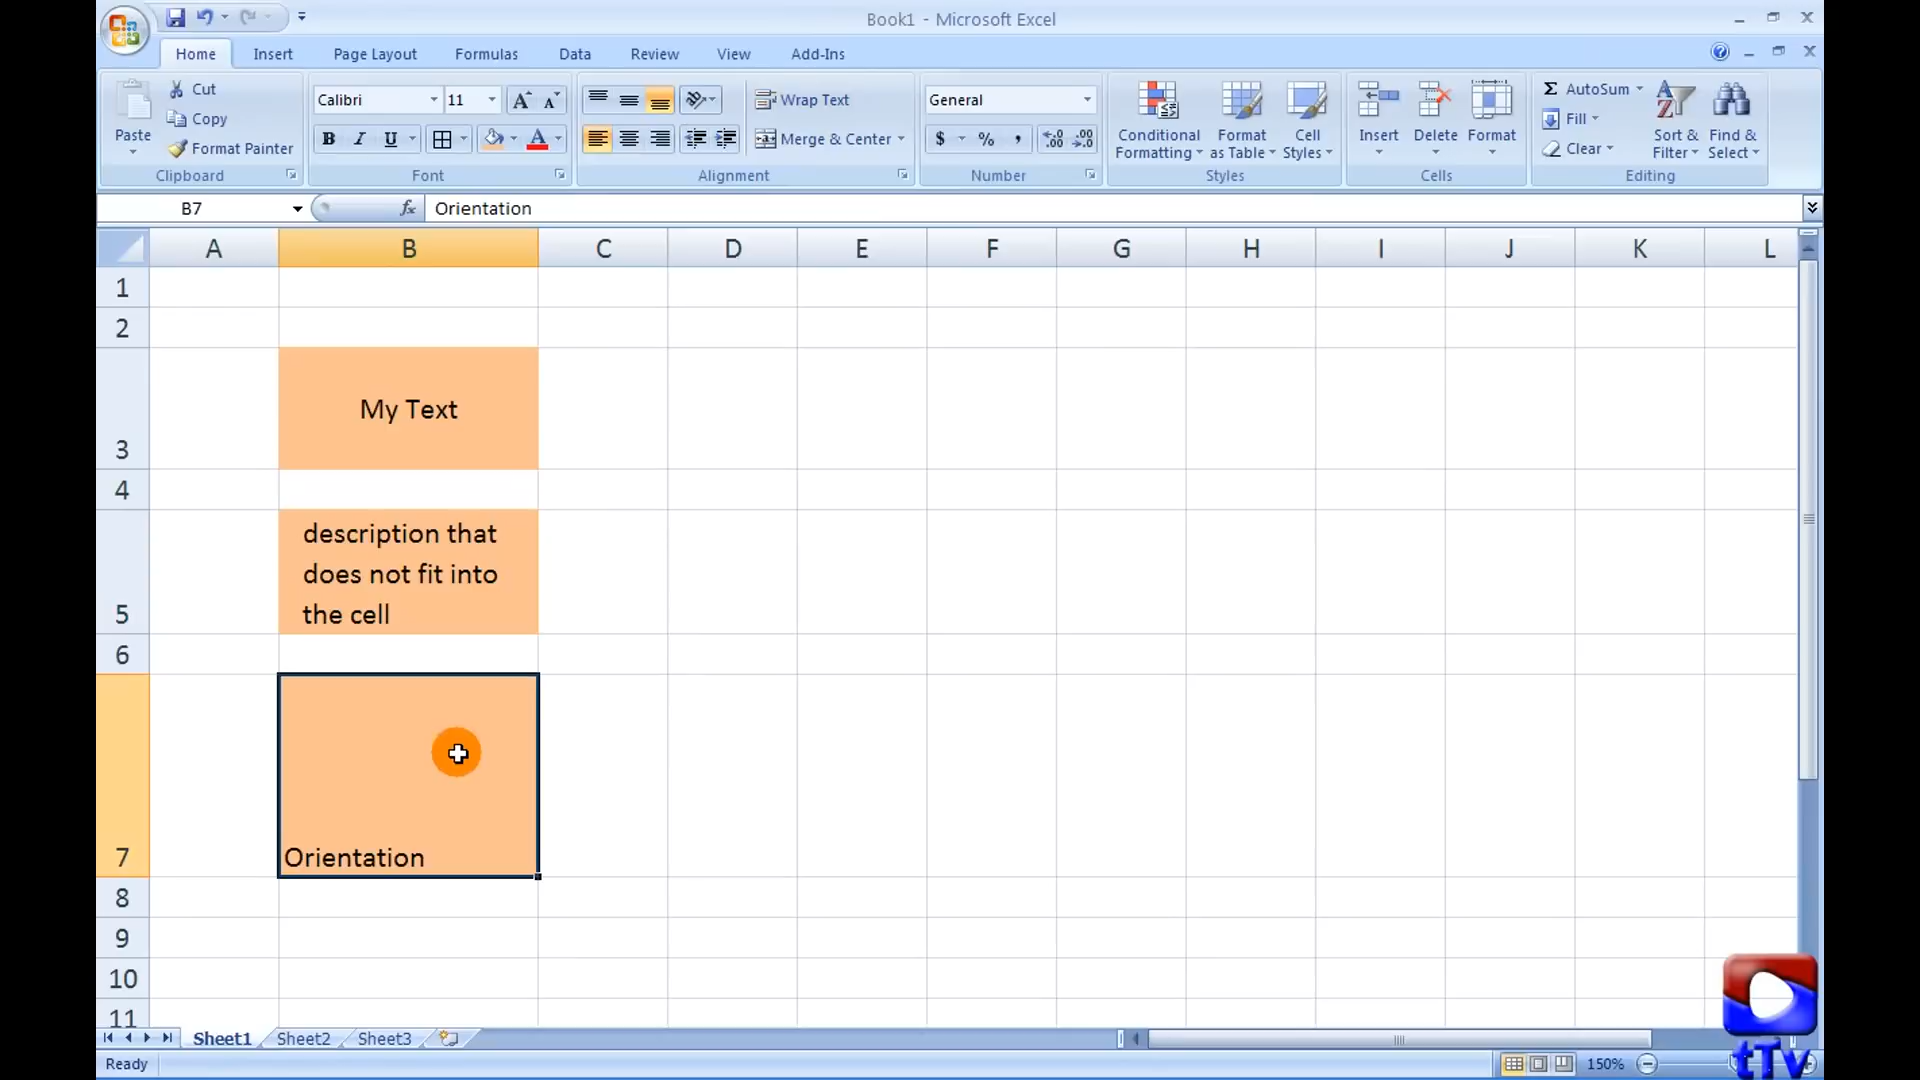 Book1 - Microsoft Excel
Home Insert Page Layout Formulas Data Review View Add-Ins
Paste
Cut
Copy
Format Painter
Clipboard
Calibri 11
B I U
Font
Wrap Text
Merge & Center
Alignment
General
$ % ,
Number
Conditional Formatting
Format as Table
Cell Styles
Styles
Insert Delete Format
Cells
AutoSum
Fill
Clear
Sort & Filter
Find & Select
Editing
B7 fx Orientation
A B C D E F G H I J K L
1
2
3 My Text
4
5 description that
does not fit into
the cell
6
7 Orientation
8
9
10
11
Sheet1 Sheet2 Sheet3
Ready 150%
tTv